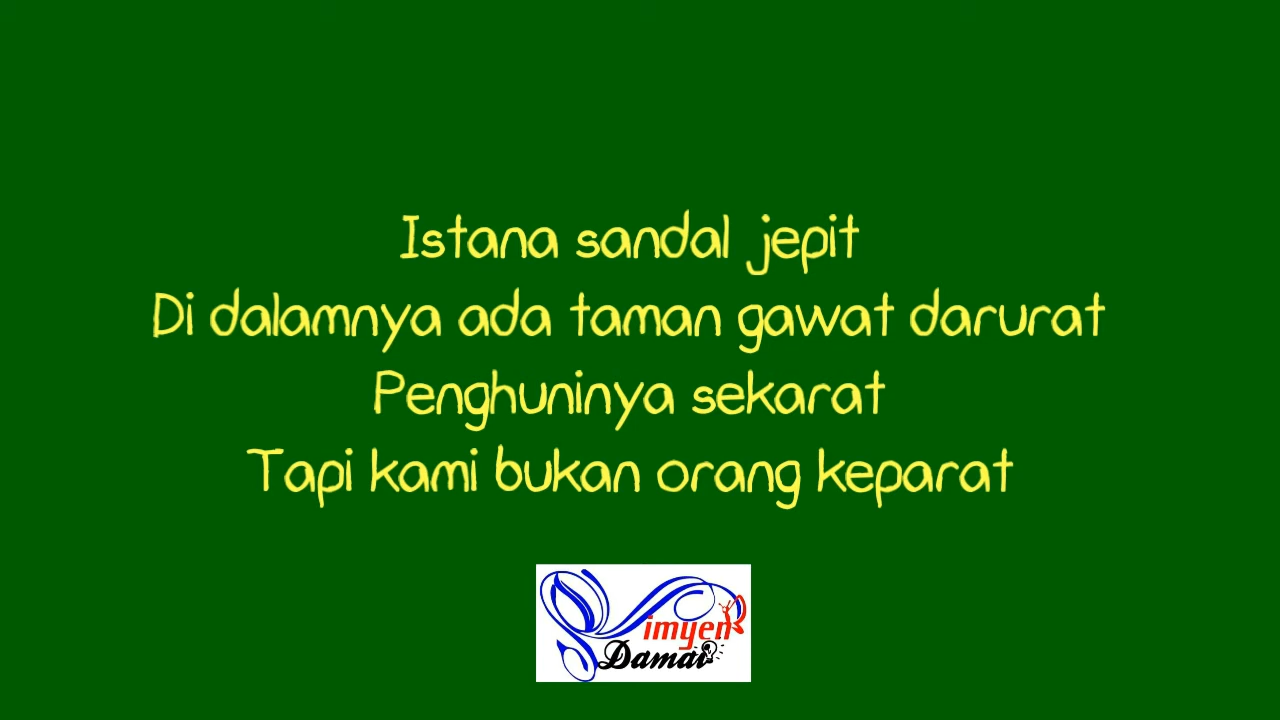 Istana sandal jepit
Di dalamnya ada taman gawat darurat
Penghuninya sekarat
Tapi kami bukan orang keparat
imyen
Damai